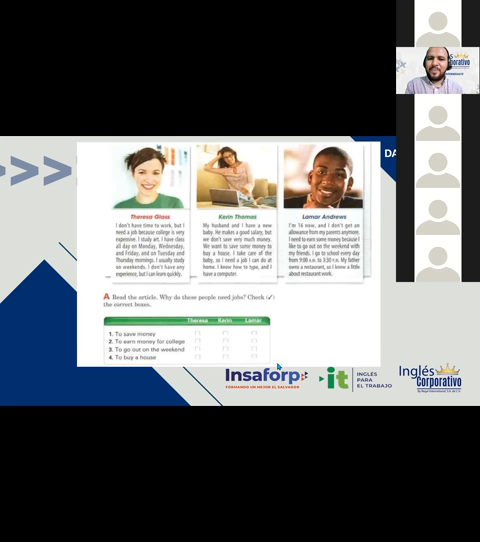 Theresa Glass
I don't have time to work, but I
need a job because college is very
expensive. I study art. I have class
all day on Monday, Wednesday,
and Friday, and on Tuesday and
Thursday mornings. I usually study
on weekends. I don't have any
experience, but I can learn quickly.
Kerin Thomas
My husband and I have a new
baby. He makes a good salary, but
we don't save very much money.
We want to save some money to
buy a house. I take care of the
baby, so I need a job I can do at
home. I know how to type, and I
have a computer.
Lamar Andrews
I'm 16 now, and I don't get an
allowance from my parents anymore.
I need to earn some money because I
like to go out on the weekend with
my friends. I go to school every day
from 9:00 A.M. to 3:30 P.M. My father
owns a restaurant, so I know a little
about restaurant work.
A Read the article. Why do these people need jobs? Check (✓)
the correct boxes.
Theresa Kerin Lamar
1. To save money
2. To earn money for college
3. To go out on the weekend
4. To buy a house
Insaforp
FORMANDO UN MEJOR EL SALVADOR
it
INGLÉS
PARA
EL TRABAJO
Inglés
Corporativo
DA